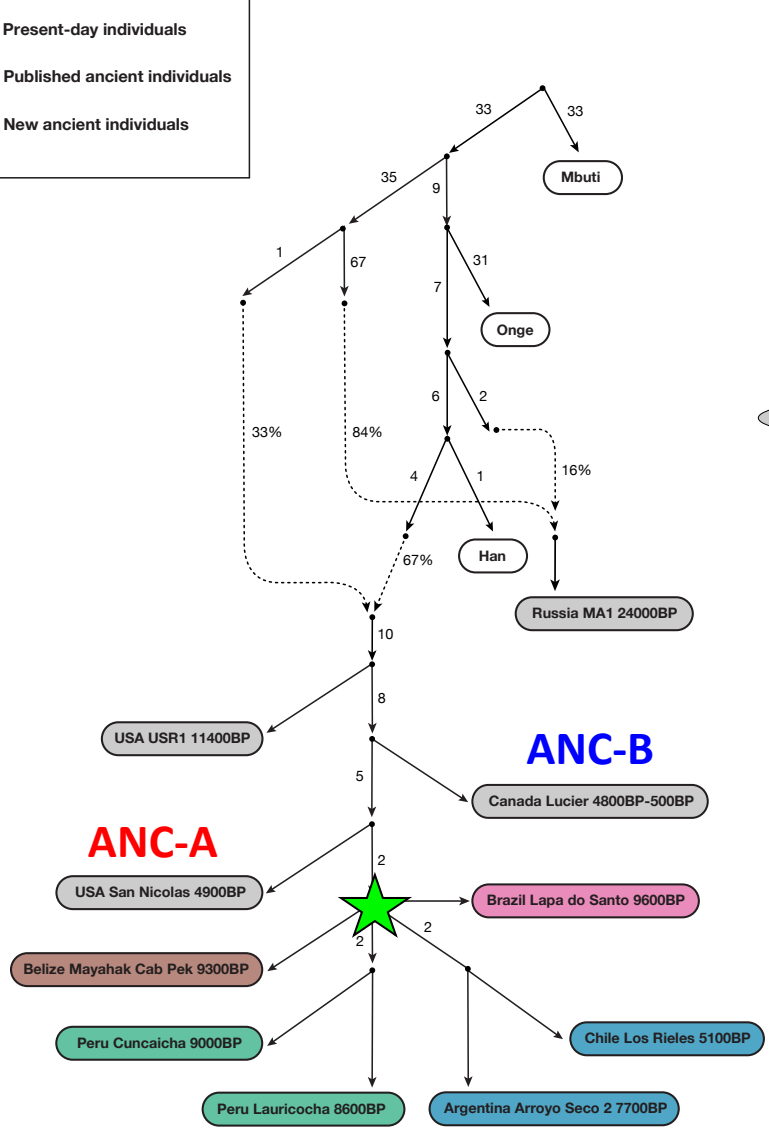 Present-day individuals
Published ancient individuals
New ancient individuals
33
33
Mbuti
35
9
1
67
31
7
Onge
6
2
33%
84%
4
1
16%
67%
Han
Russia MA1 24000BP
10
8
USA USR1 11400BP
ANC-B
5
Canada Lucier 4800BP-500BP
ANC-A
2
USA San Nicolas 4900BP
Brazil Lapa do Santo 9600BP
2
2
Belize Mayahak Cab Pek 9300BP
Peru Cuncaicha 9000BP
Chile Los Rieles 5100BP
Peru Lauricocha 8600BP
Argentina Arroyo Seco 2 7700BP